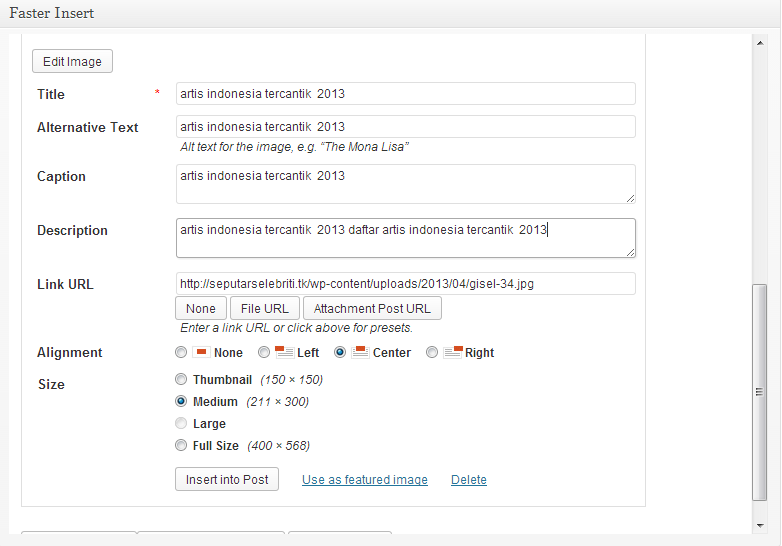 Faster Insert
Edit Image
Title * artis indonesia tercantik 2013
Alternative Text artis indonesia tercantik 2013
Alt text for the image, e.g. “The Mona Lisa”
Caption artis indonesia tercantik 2013
Description artis indonesia tercantik 2013 daftar artis indonesia tercantik 2013
Link URL http://seputarselebriti.tk/wp-content/uploads/2013/04/gisel-34.jpg
None File URL Attachment Post URL
Enter a link URL or click above for presets.
Alignment None Left Center Right
Size Thumbnail (150 × 150)
Medium (211 × 300)
Large
Full Size (400 × 568)
Insert into Post Use as featured image Delete